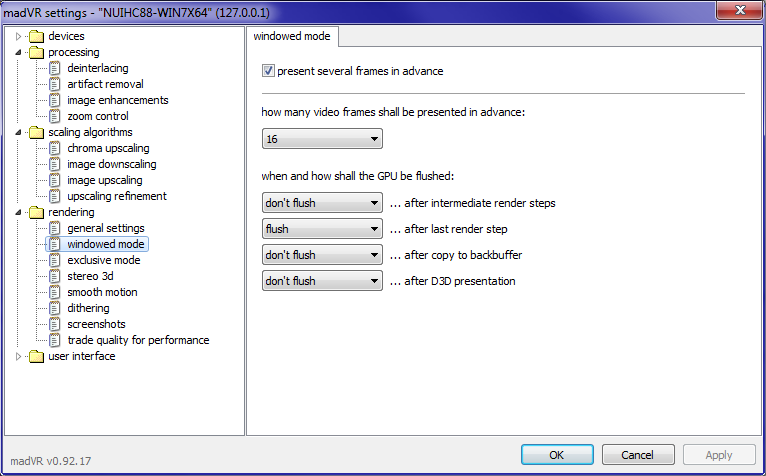 madVR settings - "NUIHC88-WIN7X64" (127.0.0.1)
devices
processing
deinterlacing
artifact removal
image enhancements
zoom control
scaling algorithms
chroma upscaling
image downscaling
image upscaling
upscaling refinement
rendering
general settings
windowed mode
exclusive mode
stereo 3d
smooth motion
dithering
screenshots
trade quality for performance
user interface
windowed mode
present several frames in advance
how many video frames shall be presented in advance:
16
when and how shall the GPU be flushed:
don't flush ... after intermediate render steps
flush ... after last render step
don't flush ... after copy to backbuffer
don't flush ... after D3D presentation
madVR v0.92.17
OK Cancel Apply